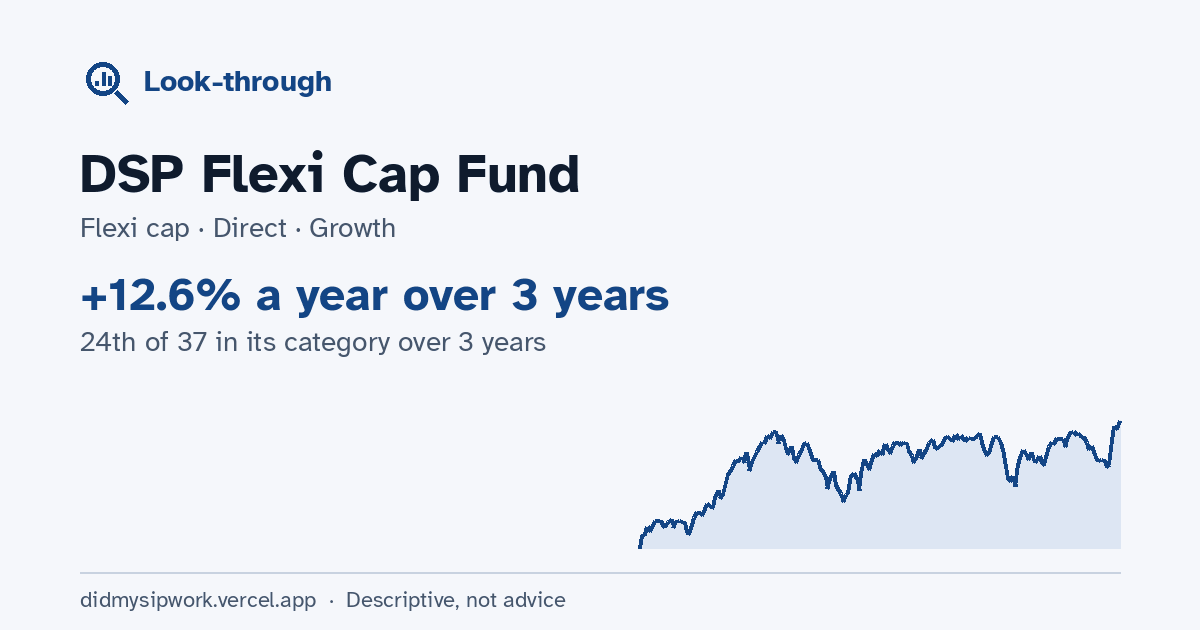 Look-through
DSP Flexi Cap Fund
Flexi cap · Direct · Growth
+12.6% a year over 3 years
24th of 37 in its category over 3 years
didmysipwork.vercel.app · Descriptive, not advice